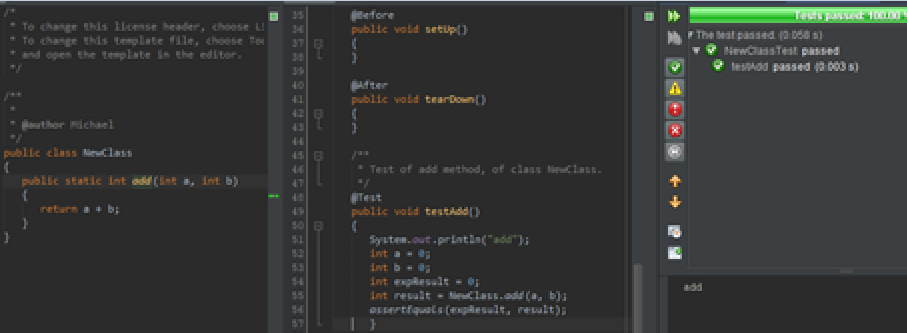 /*
* To change this license header, choose L
* To change this template file, choose Too
* and open the template in the editor.
*/
/**
*
* @author Michael
*/
public class NewClass
{
public static int add(int a, int b)
{
return a + b;
}
}
35 @Before
36 public void setUp()
37 {
38 }
39
40 @After
41 public void tearDown()
42 {
43 }
44
45 /**
46 * Test of add method, of class NewClass.
47 */
48 @Test
49 public void testAdd()
50 {
51 System.out.println("add");
52 int a = 0;
53 int b = 0;
54 int expResult = 0;
55 int result = NewClass.add(a, b);
56 assertEquals(expResult, result);
57 }
Tests passed: 100.00
The test passed. (0.058 s)
NewClassTest passed
testAdd passed (0.003 s)
add